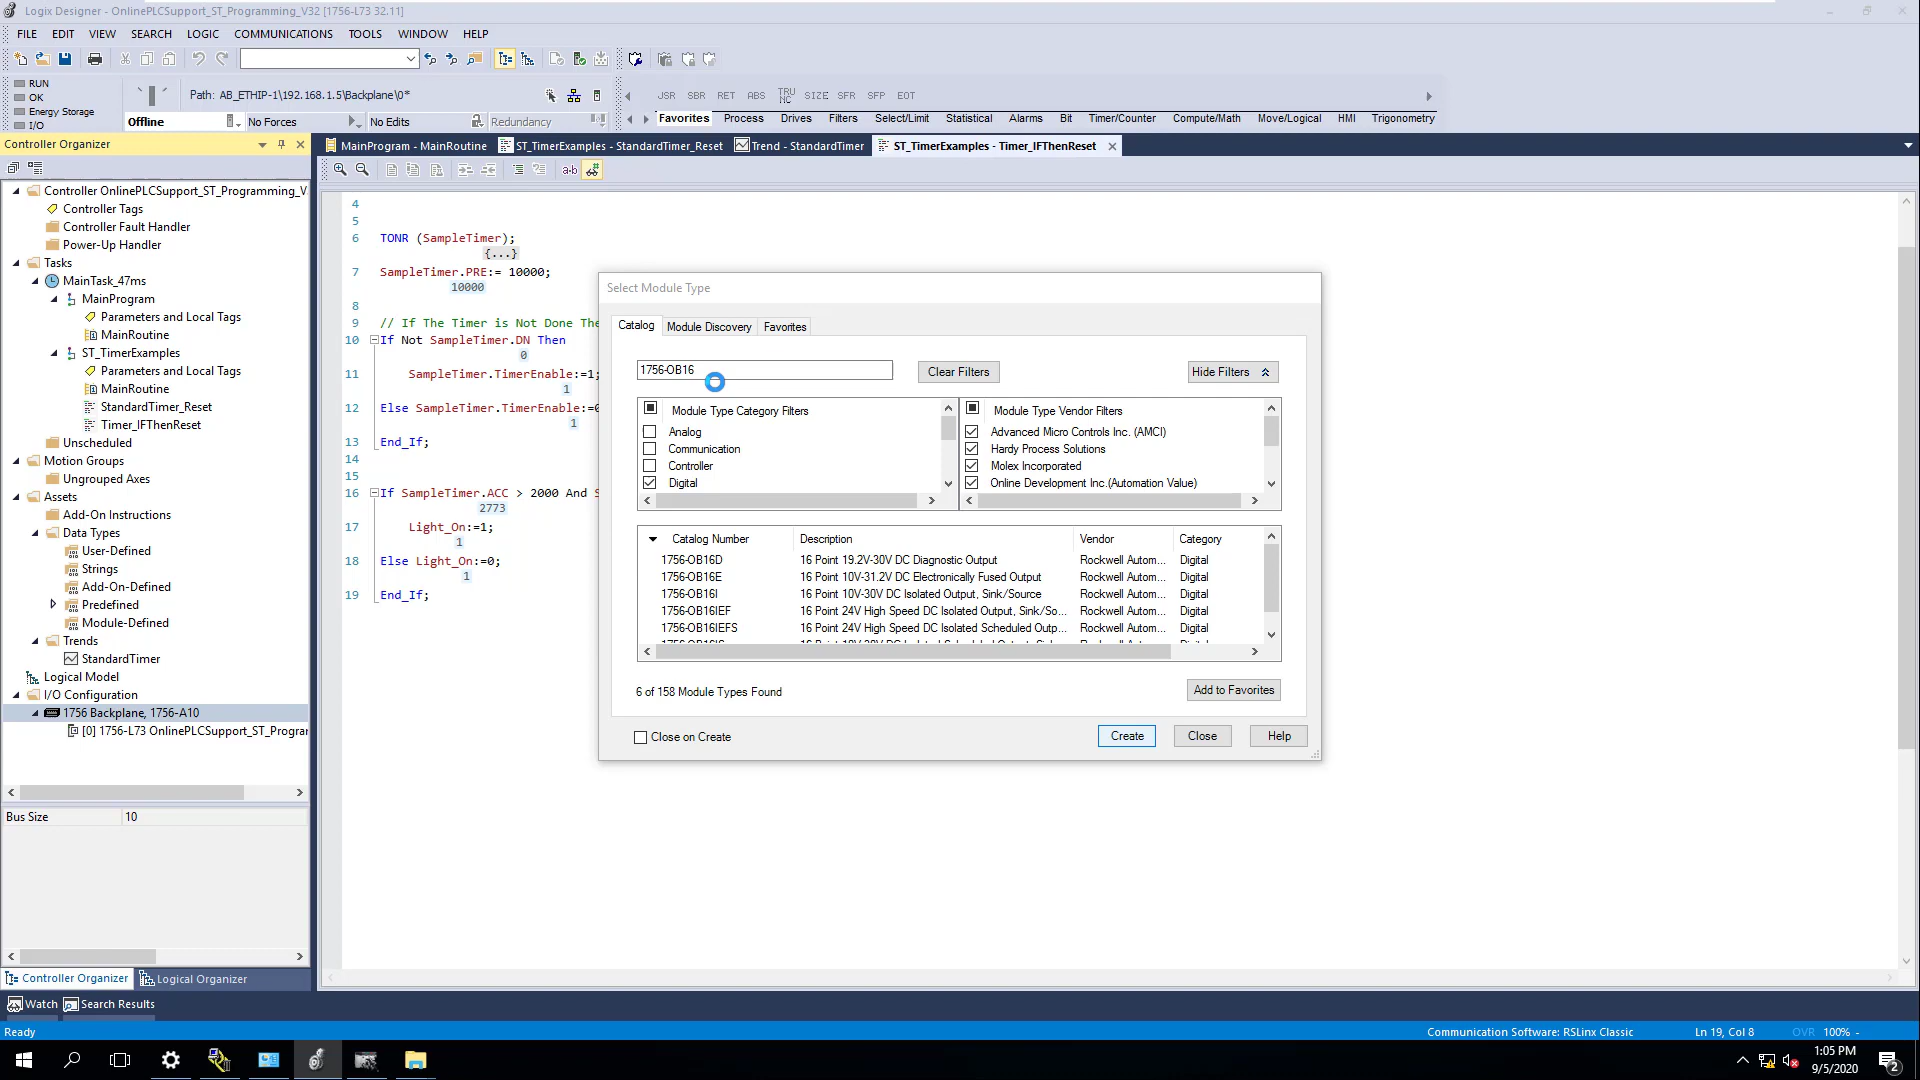 Logix Designer - OnlinePLCSupport_ST_Programming_V32 [1756-L73 32.11]
FILE EDIT VIEW SEARCH LOGIC COMMUNICATIONS TOOLS WINDOW HELP
RUN
OK
Energy Storage
I/O
Path: AB_ETHIP-1\192.168.1.5\Backplane\0*
Offline No Forces No Edits Redundancy
JSR SBR RET ABS TRUNC SIZE SFR SFP EOT
Favorites Process Drives Filters Select/Limit Statistical Alarms Bit Timer/Counter Compute/Math Move/Logical HMI Trigonometry
Controller Organizer
MainProgram - MainRoutine ST_TimerExamples - StandardTimer_Reset Trend - StandardTimer ST_TimerExamples - Timer_IFThenReset
Controller OnlinePLCSupport_ST_Programming_V
Controller Tags
Controller Fault Handler
Power-Up Handler
Tasks
MainTask_47ms
MainProgram
Parameters and Local Tags
MainRoutine
ST_TimerExamples
Parameters and Local Tags
MainRoutine
StandardTimer_Reset
Timer_IFThenReset
Unscheduled
Motion Groups
Ungrouped Axes
Assets
Add-On Instructions
Data Types
User-Defined
Strings
Add-On-Defined
Predefined
Module-Defined
Trends
StandardTimer
Logical Model
I/O Configuration
1756 Backplane, 1756-A10
[0] 1756-L73 OnlinePLCSupport_ST_Progra
Bus Size 10
Controller Organizer Logical Organizer
4
5
6 TONR (SampleTimer);
{...}
7 SampleTimer.PRE:= 10000;
10000
8
9 // If The Timer is Not Done The
10 If Not SampleTimer.DN Then
0
11 SampleTimer.TimerEnable:=1;
1
12 Else SampleTimer.TimerEnable:=0
1
13 End_If;
14
15
16 If SampleTimer.ACC > 2000 And S
2773
17 Light_On:=1;
1
18 Else Light_On:=0;
1
19 End_If;
Select Module Type
Catalog Module Discovery Favorites
1756-OB16
Clear Filters
Hide Filters
Module Type Category Filters
Analog
Communication
Controller
Digital
Module Type Vendor Filters
Advanced Micro Controls Inc. (AMCI)
Hardy Process Solutions
Molex Incorporated
Online Development Inc.(Automation Value)
Catalog Number Description Vendor Category
1756-OB16D 16 Point 19.2V-30V DC Diagnostic Output Rockwell Autom... Digital
1756-OB16E 16 Point 10V-31.2V DC Electronically Fused Output Rockwell Autom... Digital
1756-OB16I 16 Point 10V-30V DC Isolated Output, Sink/Source Rockwell Autom... Digital
1756-OB16IEF 16 Point 24V High Speed DC Isolated Output, Sink/So... Rockwell Autom... Digital
1756-OB16IEFS 16 Point 24V High Speed DC Isolated Scheduled Outp... Rockwell Autom... Digital
6 of 158 Module Types Found
Add to Favorites
Close on Create
Create Close Help
Watch Search Results
Ready
Communication Software: RSLinx Classic Ln 19, Col 8 OVR 100% -
1:05 PM
9/5/2020
2